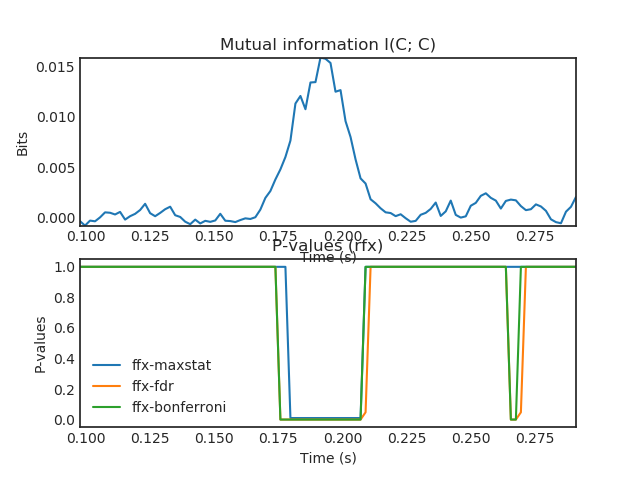 Mutual information I(C; C)
0.015
0.010
0.005
0.000
Bits
0.100 0.125 0.150 0.175 0.200 0.225 0.250 0.275
Time (s)
P-values (rfx)
1.0
0.8
0.6
0.4
0.2
0.0
P-values
ffx-maxstat
ffx-fdr
ffx-bonferroni
0.100 0.125 0.150 0.175 0.200 0.225 0.250 0.275
Time (s)